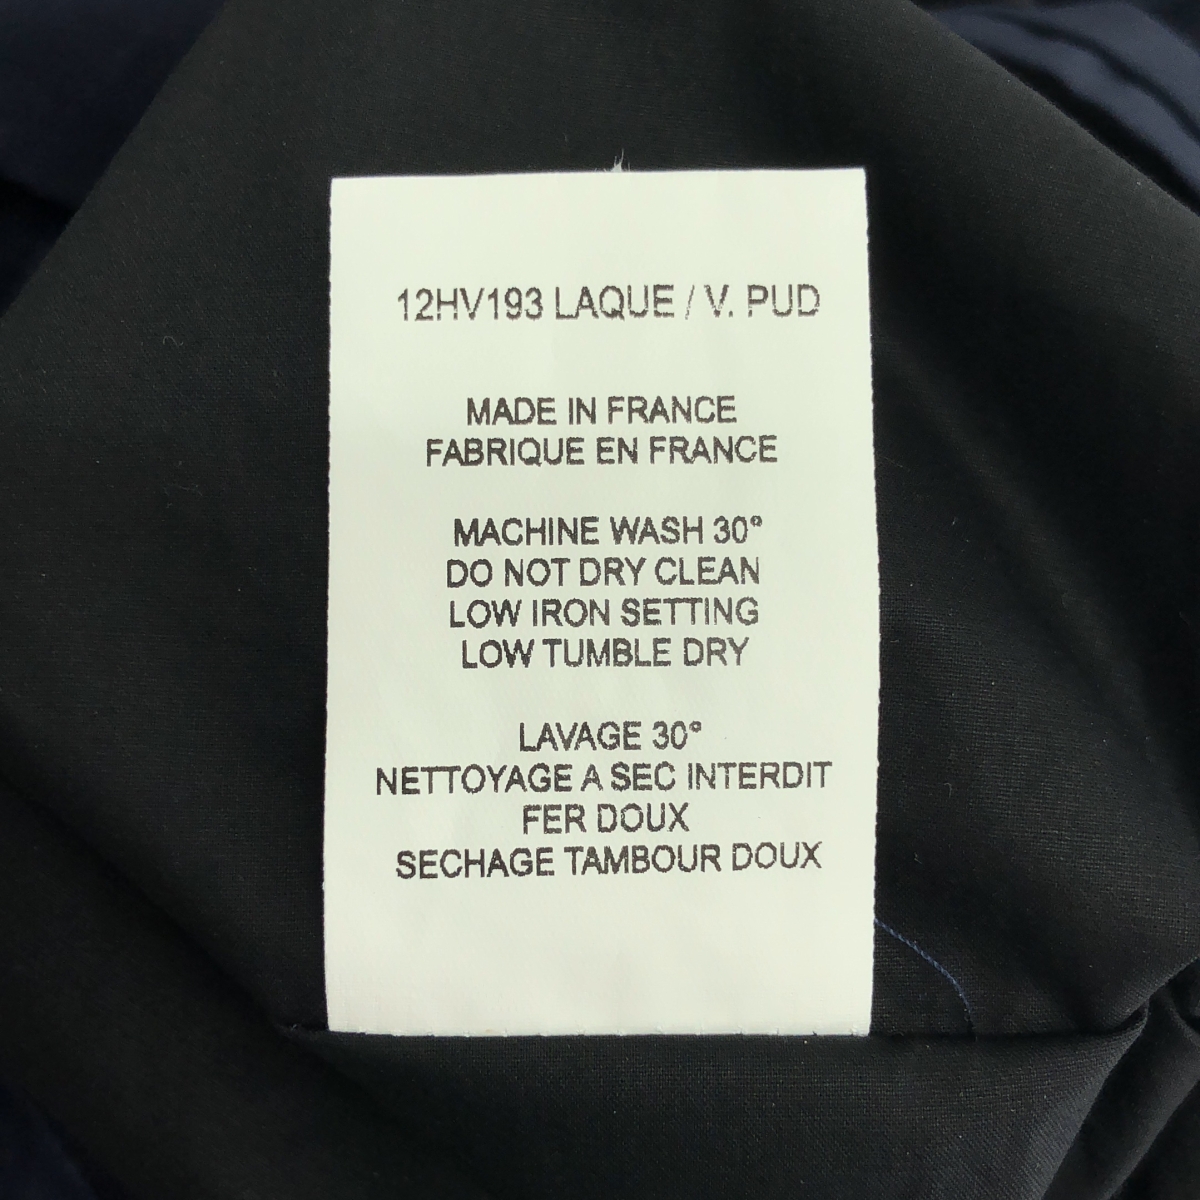 12HV193 LAQUE / V. PUD
MADE IN FRANCE
FABRIQUE EN FRANCE
MACHINE WASH 30°
DO NOT DRY CLEAN
LOW IRON SETTING
LOW TUMBLE DRY
LAVAGE 30°
NETTOYAGE A SEC INTERDIT
FER DOUX
SECHAGE TAMBOUR DOUX